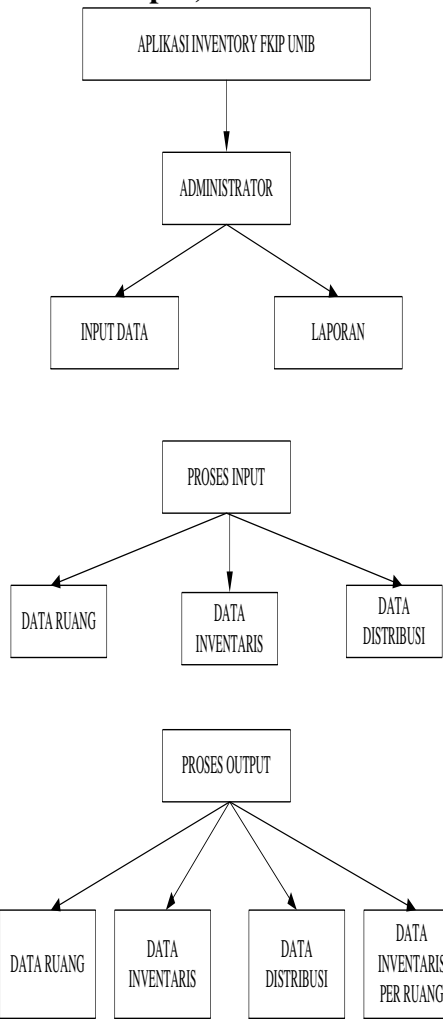 APLIKASI INVENTORY FKIP UNIB
ADMINISTRATOR
INPUT DATA
LAPORAN
PROSES INPUT
DATA RUANG
DATA
INVENTARIS
DATA
DISTRIBUSI
PROSES OUTPUT
DATA RUANG
DATA
INVENTARIS
DATA
DISTRIBUSI
DATA
INVENTARIS
PER RUANG